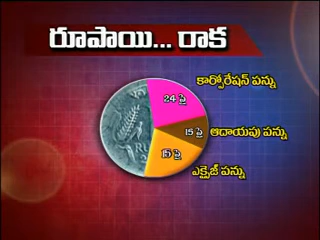 రూపాయి... రాక
కార్పోరేషన్ పన్ను
24 పై
15 పై ఆదాయపు పన్ను
15 పై
ఎక్సైజ్ పన్ను